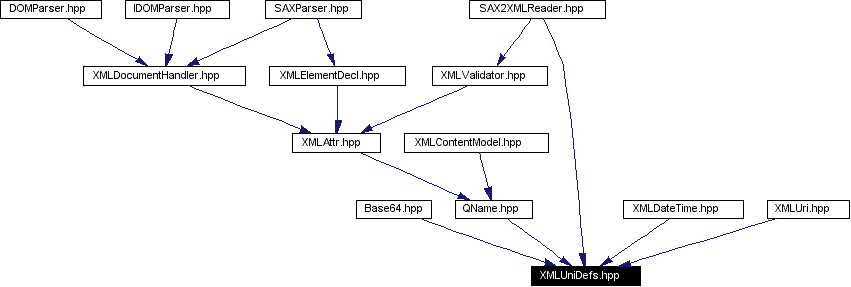 DOMParser.hpp
IDOMParser.hpp
SAXParser.hpp
SAX2XMLReader.hpp
XMLDocumentHandler.hpp
XMLElementDecl.hpp
XMLValidator.hpp
XMLAttr.hpp
XMLContentModel.hpp
Base64.hpp
QName.hpp
XMLDateTime.hpp
XMLUri.hpp
XMLUniDefs.hpp